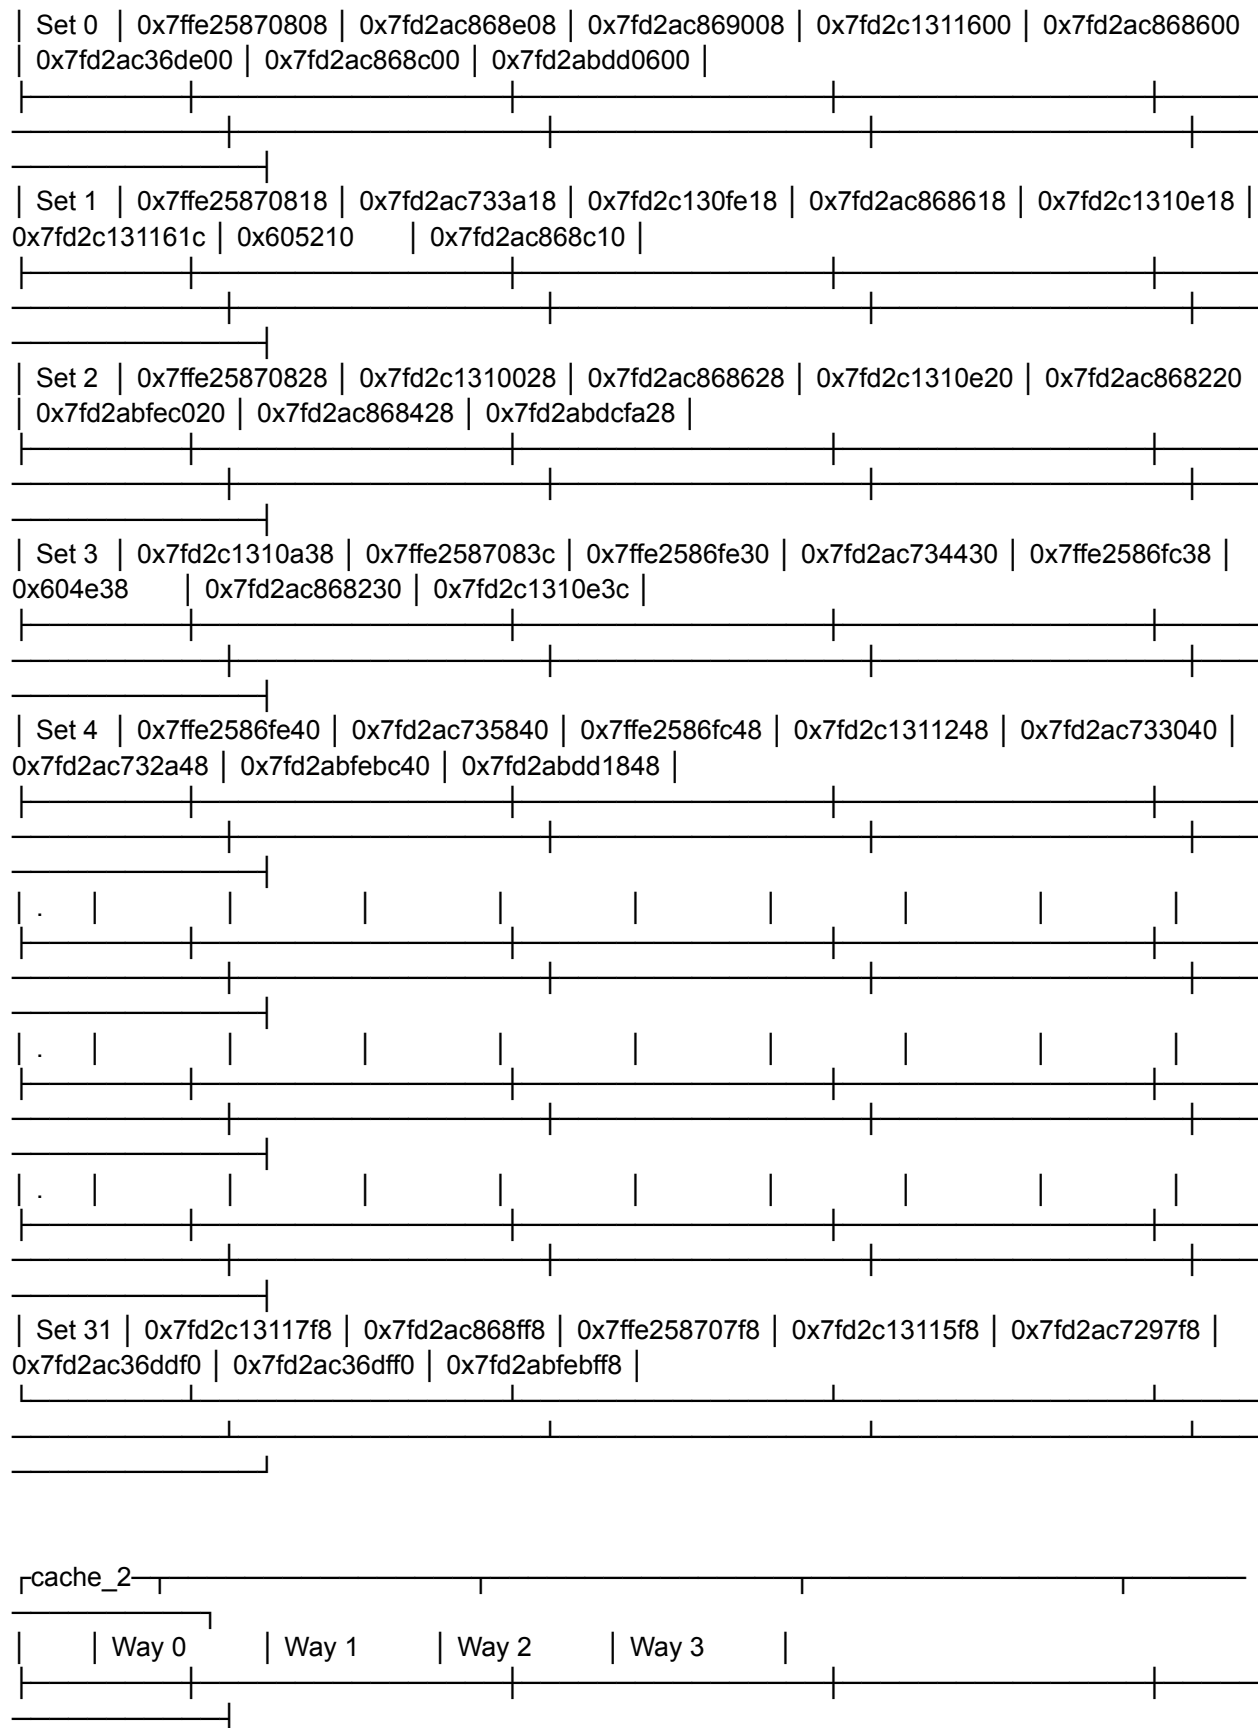 │ Set 0 │ 0x7ffe25870808 │ 0x7fd2ac868e08 │ 0x7fd2ac869008 │ 0x7fd2c1311600 │ 0x7fd2ac868600
│ 0x7fd2ac36de00 │ 0x7fd2ac868c00 │ 0x7fd2abdd0600 │
│ Set 1 │ 0x7ffe25870818 │ 0x7fd2ac733a18 │ 0x7fd2c130fe18 │ 0x7fd2ac868618 │ 0x7fd2c1310e18 │
0x7fd2c131161c │ 0x605210 │ 0x7fd2ac868c10 │
│ Set 2 │ 0x7ffe25870828 │ 0x7fd2c1310028 │ 0x7fd2ac868628 │ 0x7fd2c1310e20 │ 0x7fd2ac868220
│ 0x7fd2abfec020 │ 0x7fd2ac868428 │ 0x7fd2abdcfa28 │
│ Set 3 │ 0x7fd2c1310a38 │ 0x7ffe2587083c │ 0x7ffe2586fe30 │ 0x7fd2ac734430 │ 0x7ffe2586fc38 │
0x604e38 │ 0x7fd2ac868230 │ 0x7fd2c1310e3c │
│ Set 4 │ 0x7ffe2586fe40 │ 0x7fd2ac735840 │ 0x7ffe2586fc48 │ 0x7fd2c1311248 │ 0x7fd2ac733040 │
0x7fd2ac732a48 │ 0x7fd2abfebc40 │ 0x7fd2abdd1848 │
│ . │ │ │ │ │ │ │ │ │
│ . │ │ │ │ │ │ │ │ │
│ . │ │ │ │ │ │ │ │ │
│ Set 31 │ 0x7fd2c13117f8 │ 0x7fd2ac868ff8 │ 0x7ffe258707f8 │ 0x7fd2c13115f8 │ 0x7fd2ac7297f8 │
0x7fd2ac36ddf0 │ 0x7fd2ac36dff0 │ 0x7fd2abfebff8 │
cache_2
│ │ Way 0 │ Way 1 │ Way 2 │ Way 3 │